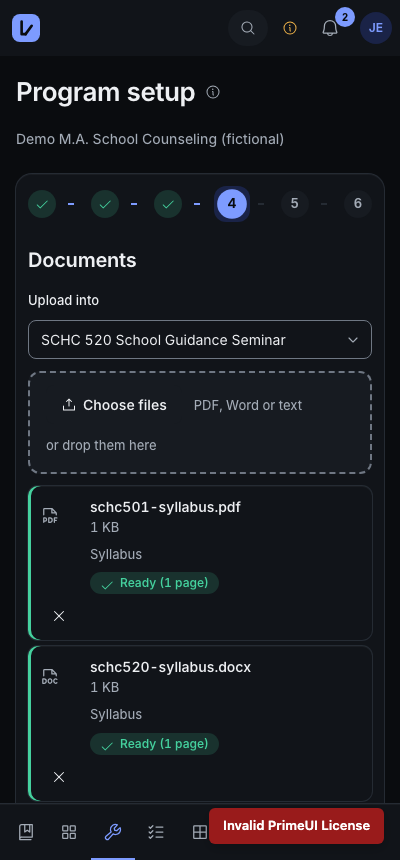 2
JE
Program setup
Demo M.A. School Counseling (fictional)
4
5
6
Documents
Upload into
SCHC 520 School Guidance Seminar
Choose files
PDF, Word or text
or drop them here
PDF
schc501-syllabus.pdf
1 KB
Syllabus
Ready (1 page)
DOC
schc520-syllabus.docx
1 KB
Syllabus
Ready (1 page)
Invalid PrimeUI License